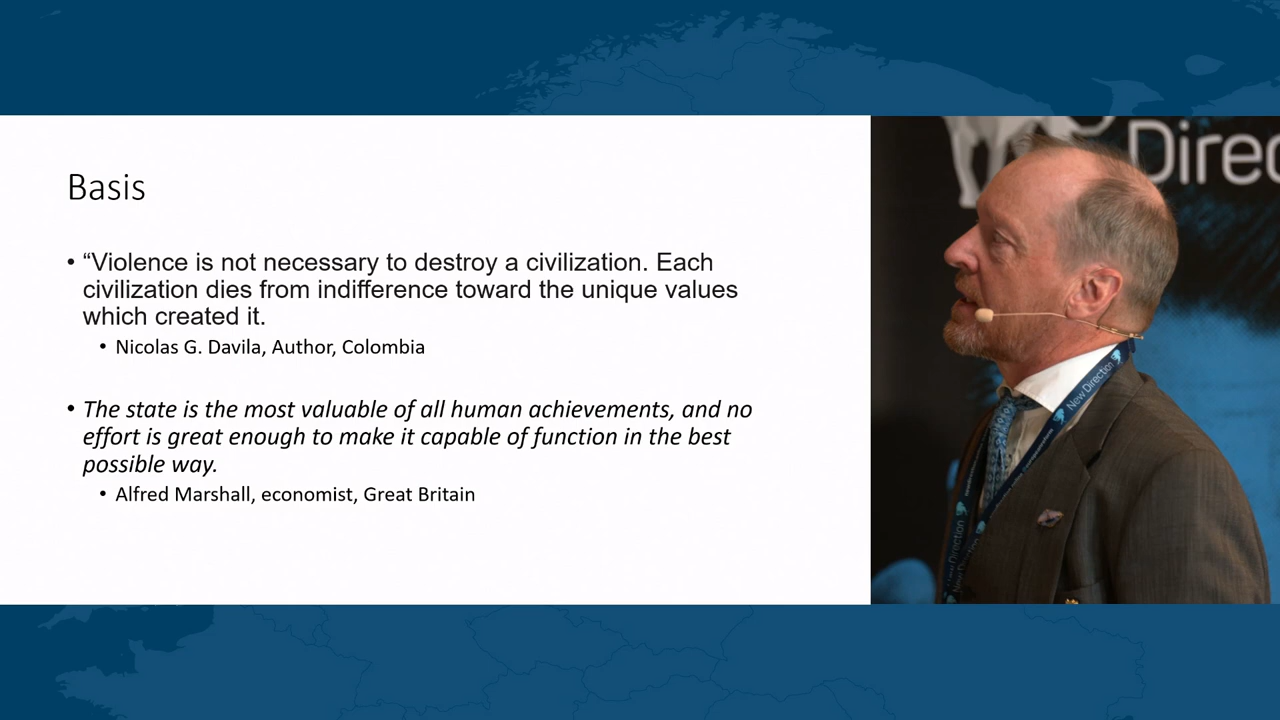 Basis
• “Violence is not necessary to destroy a civilization. Each
civilization dies from indifference toward the unique values
which created it.
• Nicolas G. Davila, Author, Colombia
• The state is the most valuable of all human achievements, and no
effort is great enough to make it capable of function in the best
possible way.
• Alfred Marshall, economist, Great Britain
Direc
New Direction
New Direction